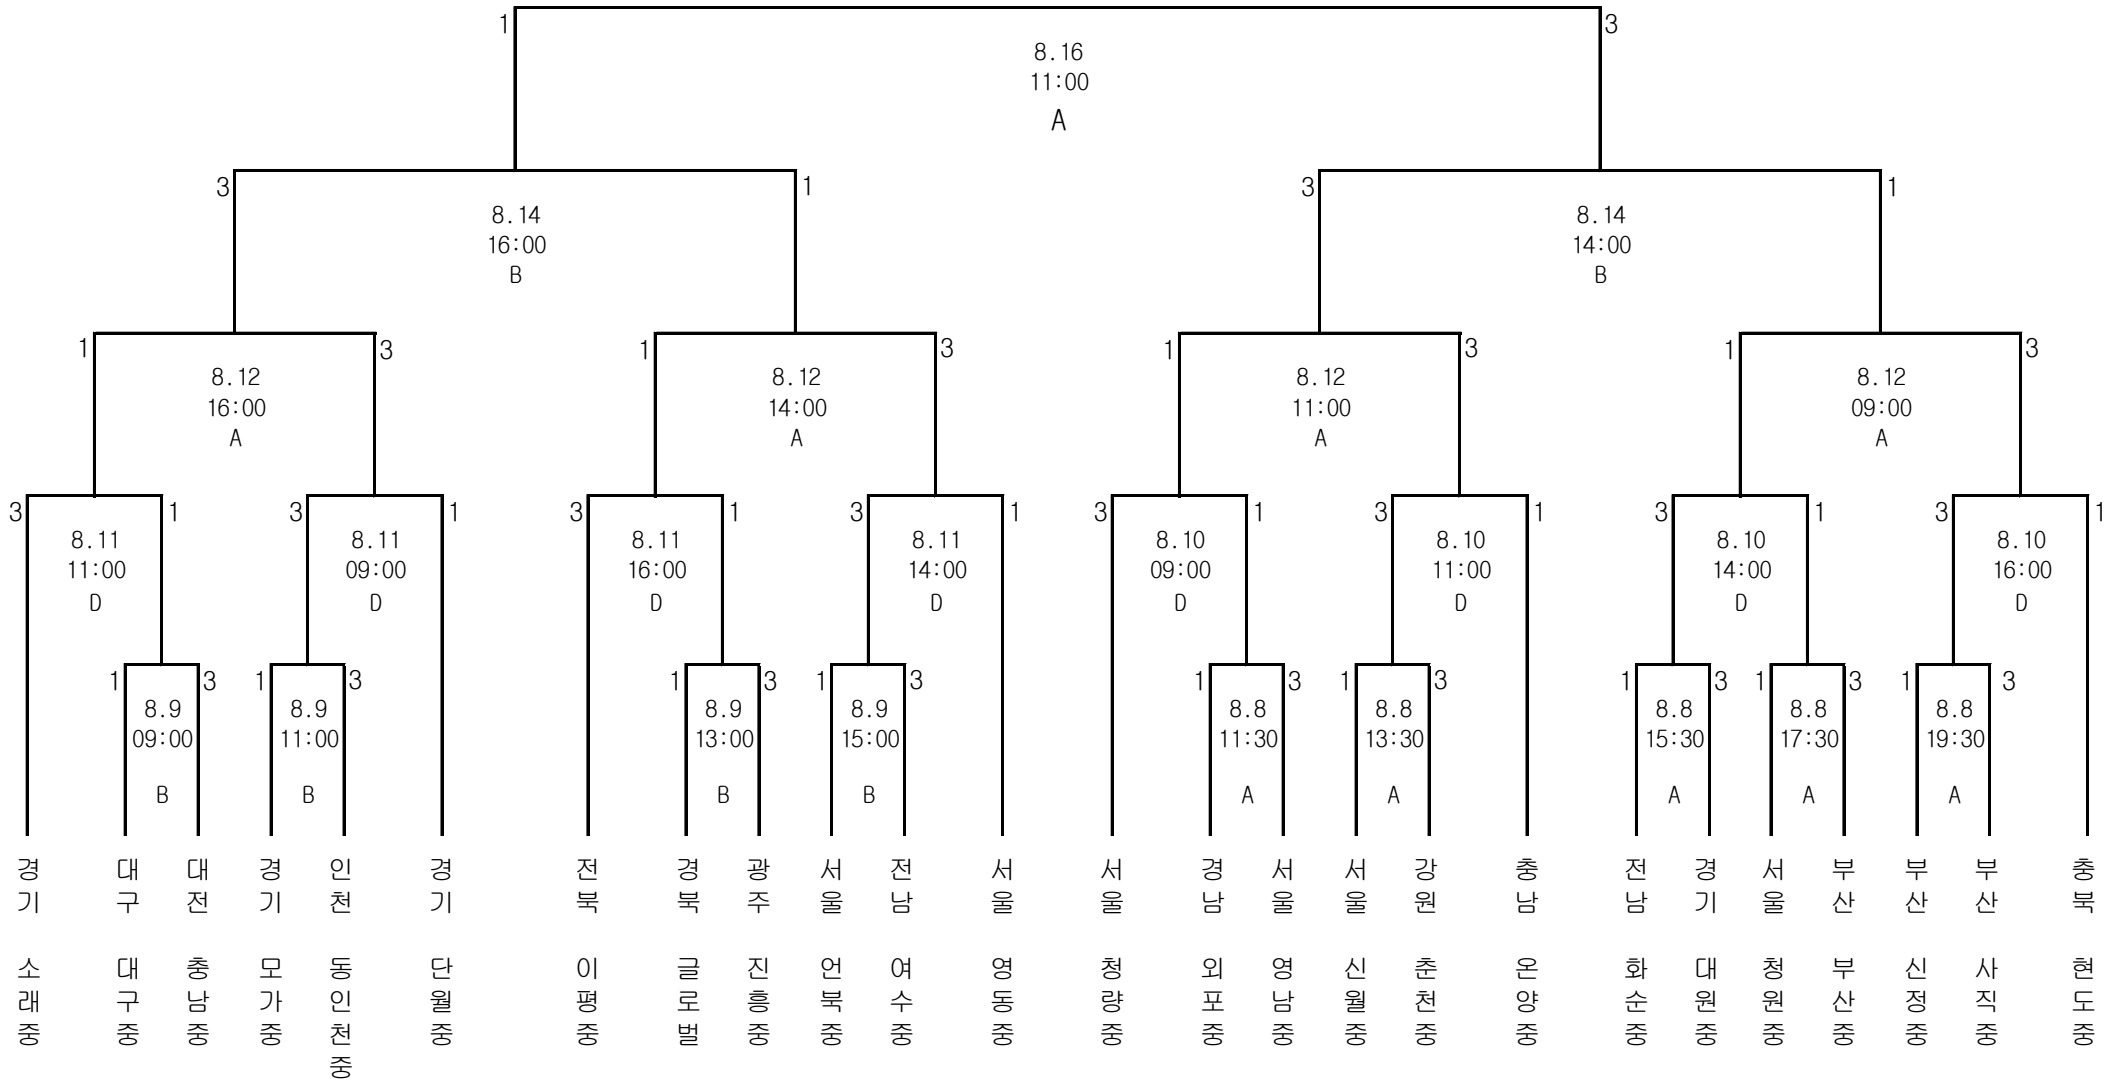 1 3
8.16
11:00
A
3 1 3 1
8.14 8.14
16:00 14:00
B B
1 3 1 3 1 3 1 3
8.12 8.12 8.12 8.12
16:00 14:00 11:00 09:00
A A A A
3 1 3 1 3 1 3 1 3 1 3 1 3 1 3 1
8.11 8.11 8.11 8.11 8.10 8.10 8.10 8.10
11:00 09:00 16:00 14:00 09:00 11:00 14:00 16:00
D D D D D D D D
1 3 1 3 1 3 1 3 1 3 1 3 1 3 1 3 1 3
8.9 8.9 8.9 8.9 8.8 8.8 8.8 8.8 8.8
09:00 11:00 13:00 15:00 11:30 13:30 15:30 17:30 19:30
B B B B A A A A A
경기 소래중
대구 대구중
대전 충남중
경기 모가중
인천 동인천중
경기 단월중
전북 이평중
경북 글로벌
광주 진흥중
서울 언북중
전남 여수중
서울 영동중
서울 청량중
경남 외포중
서울 영남중
서울 신월중
강원 춘천중
충남 온양중
전남 화순중
경기 대원중
서울 청원중
부산 부산중
부산 신정중
부산 사직중
충북 현도중